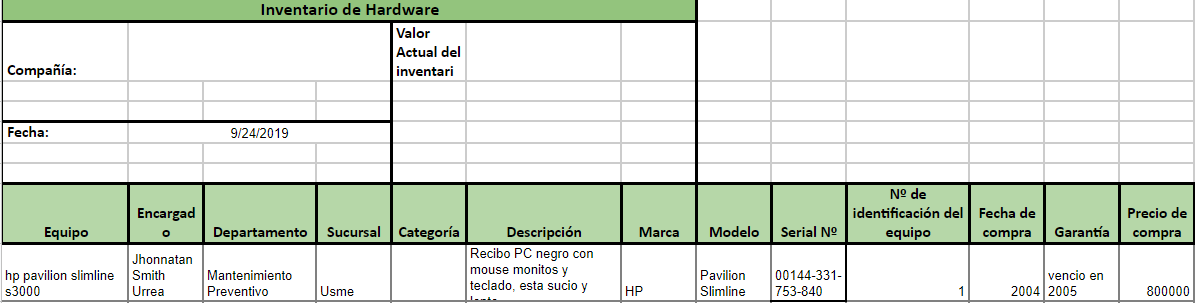 Inventario de Hardware
Compañía:
Valor
Actual del
inventari
Fecha:
9/24/2019
Equipo
Encargad
o
Departamento
Sucursal
Categoría
Descripción
Marca
Modelo
Serial Nº
Nº de
identificación del
equipo
Fecha de
compra
Garantía
Precio de
compra
hp pavilion slimline
s3000
Jhonnatan
Smith
Urrea
Mantenimiento
Preventivo
Usme
Recibo PC negro con
mouse monitos y
teclado, esta sucio y
HP
Pavilion
Slimline
00144-331-
753-840
1
2004
vencio en
2005
800000